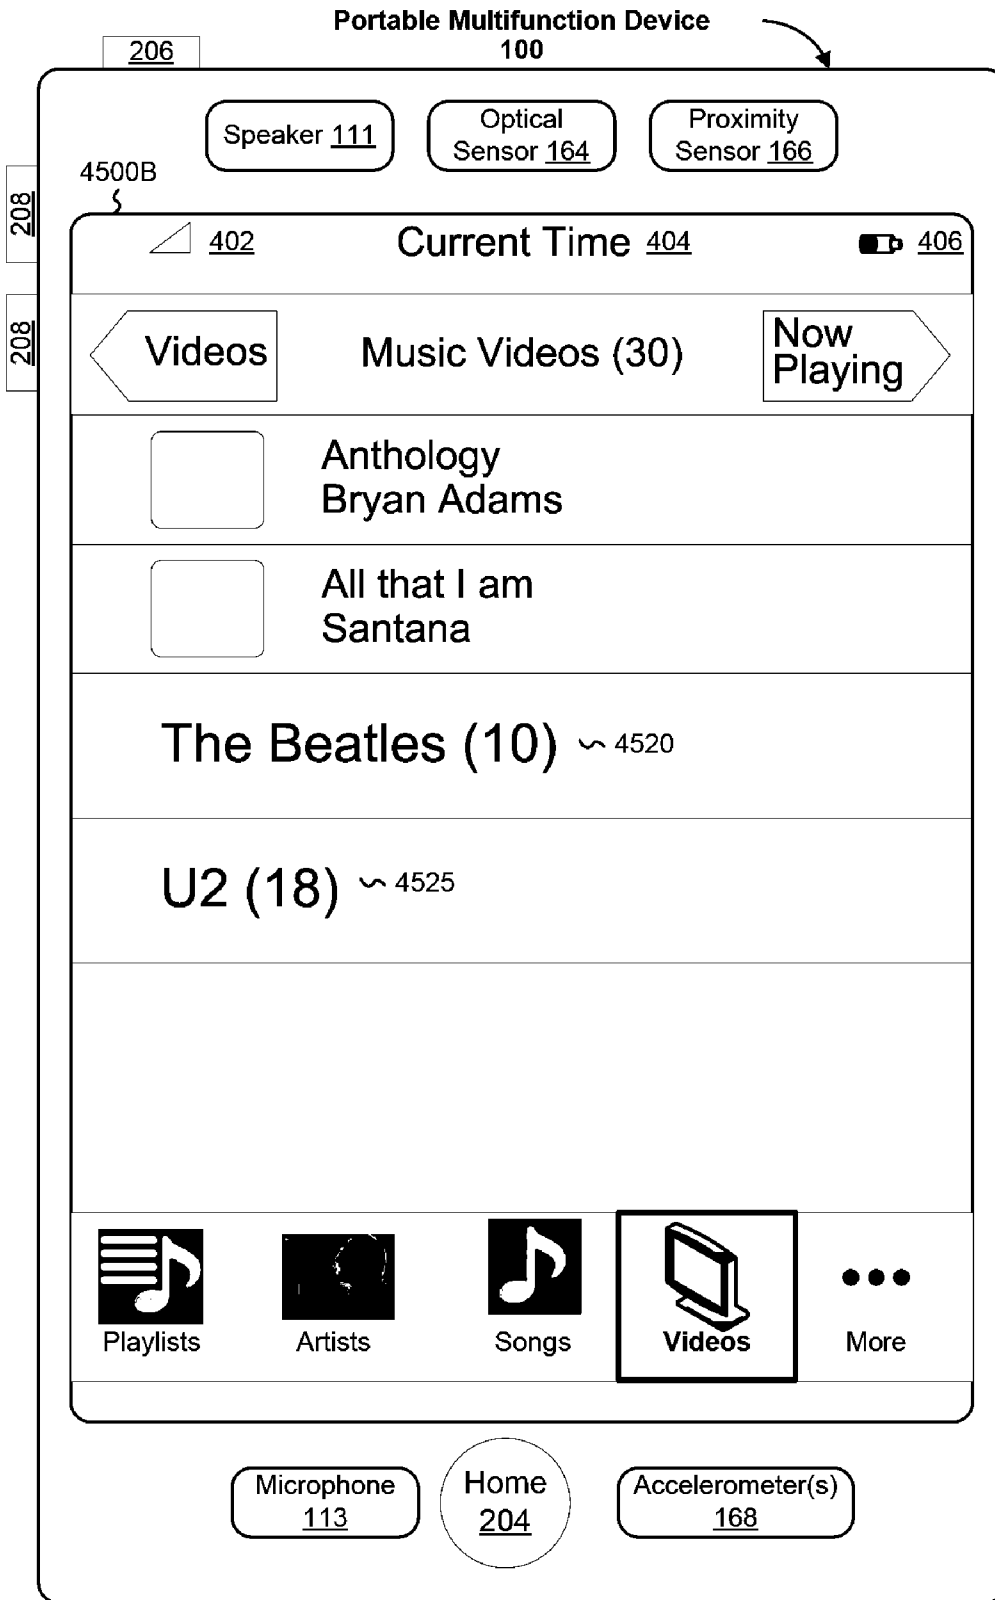 Portable Multifunction Device
100
206
Speaker 111
Optical
Sensor 164
Proximity
Sensor 166
4500B
208
208
402
Current Time 404
406
Videos
Music Videos (30)
Now
Playing
Anthology
Bryan Adams
All that I am
Santana
The Beatles (10)
4520
U2 (18)
4525
Playlists
Artists
Songs
Videos
More
Microphone
113
Home
204
Accelerometer(s)
168